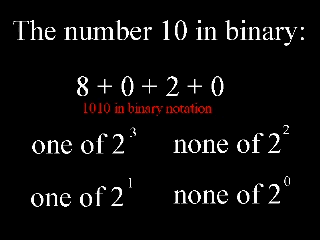 The number 10 in binary:
8 + 0 + 2 + 0
1010 in binary notation
one of 2³ none of 2²
one of 2¹ none of 2⁰